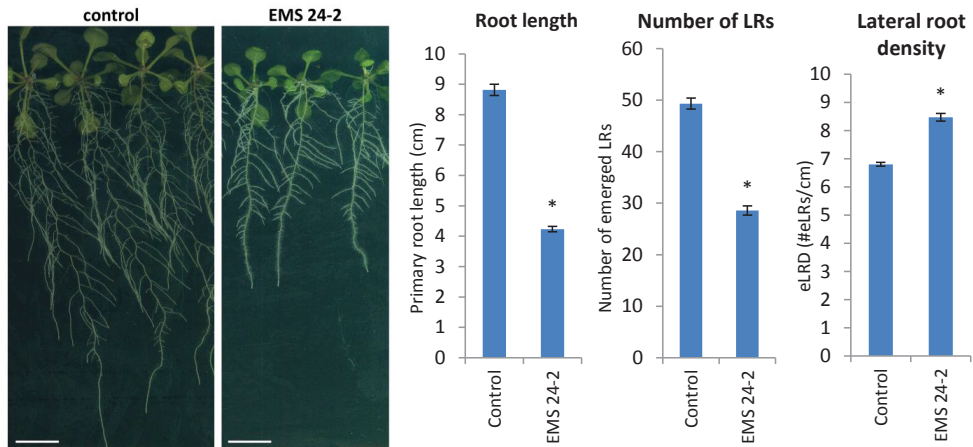 control
EMS 24-2
Root length
Primary root length (cm)
10
9
8
7
6
5
4
3
2
1
0
*
Control
EMS 24-2
Number of LRs
Number of emerged LRs
60
50
40
30
20
10
0
*
Control
EMS 24-2
Lateral root
density
eLRD (#eLRs/cm)
10
9
8
7
6
5
4
3
2
1
0
*
Control
EMS 24-2